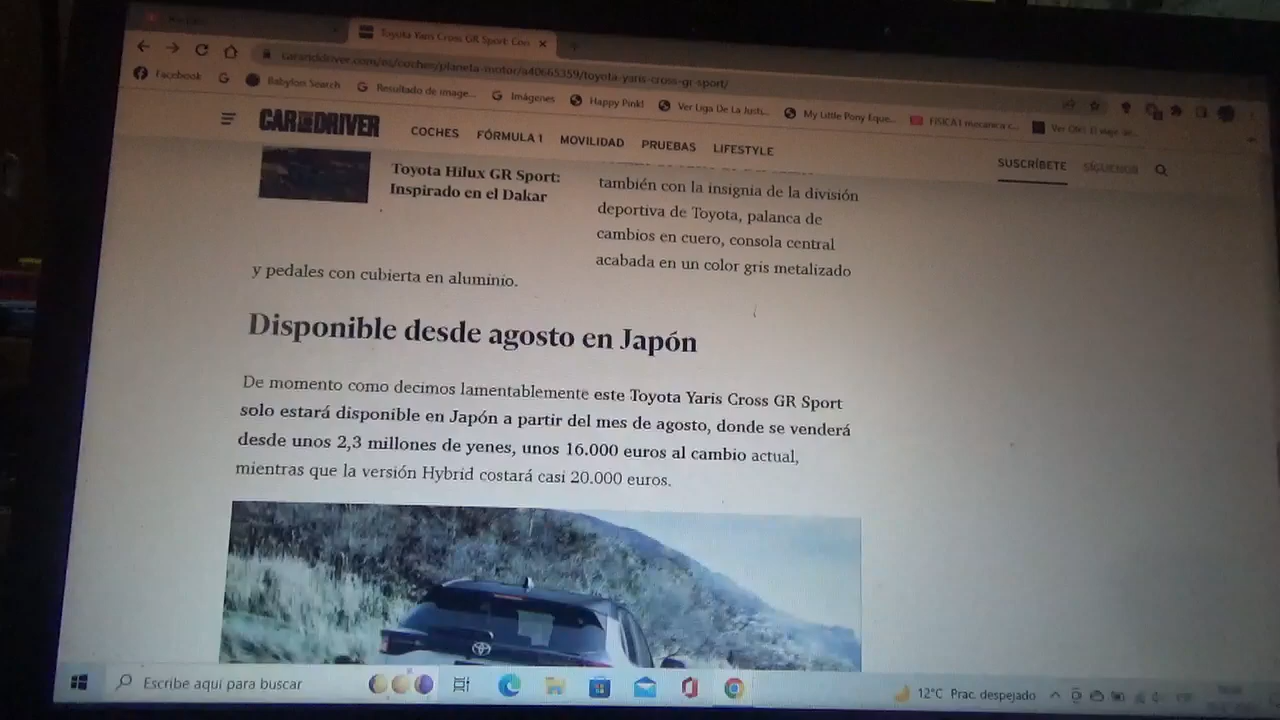 Toyota Yaris Cross GR Sport: Con
caranddriver.com/es/coches/planeta-motor/a40665359/toyota-yaris-cross-gr-sport/
Facebook
Babylon Search
Resultado de image...
Imágenes
Happy Pink!
Ver Liga De La Justi...
My Little Pony Eque...
FISICA I mecanica c...
CAR AND DRIVER
COCHES FÓRMULA 1 MOVILIDAD PRUEBAS LIFESTYLE
SUSCRÍBETE SÍGUENOS
Toyota Hilux GR Sport:
Inspirado en el Dakar
también con la insignia de la división
deportiva de Toyota, palanca de
cambios en cuero, consola central
acabada en un color gris metalizado
y pedales con cubierta en aluminio.
Disponible desde agosto en Japón
De momento como decimos lamentablemente este Toyota Yaris Cross GR Sport
solo estará disponible en Japón a partir del mes de agosto, donde se venderá
desde unos 2,3 millones de yenes, unos 16.000 euros al cambio actual,
mientras que la versión Hybrid costará casi 20.000 euros.
Escribe aquí para buscar
12°C Prac. despejado